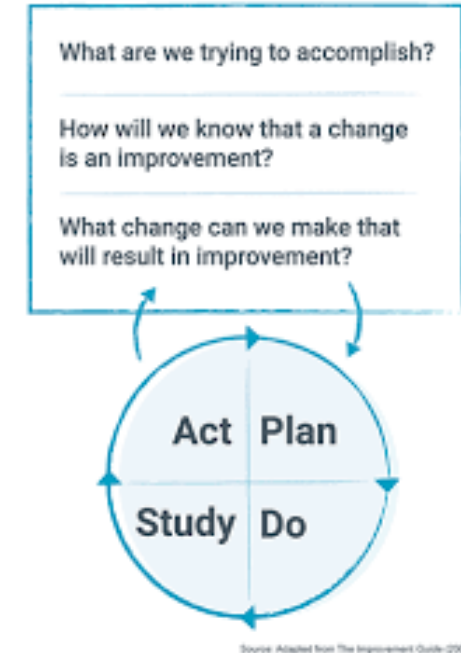 What are we trying to accomplish?
How will we know that a change
is an improvement?
What change can we make that
will result in improvement?
Act Plan
Study Do
Source: Adapted from The Improvement Guide